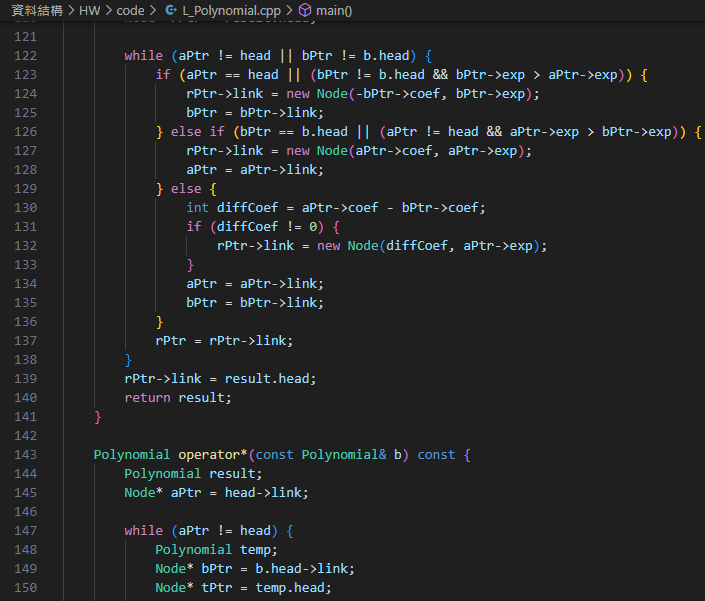 資料結構 > HW > code > C++ L_Polynomial.cpp > main()
121
122 while (aPtr != head || bPtr != b.head) {
123 if (aPtr == head || (bPtr != b.head && bPtr->exp > aPtr->exp)) {
124 rPtr->link = new Node(-bPtr->coef, bPtr->exp);
125 bPtr = bPtr->link;
126 } else if (bPtr == b.head || (aPtr != head && aPtr->exp > bPtr->exp)) {
127 rPtr->link = new Node(aPtr->coef, aPtr->exp);
128 aPtr = aPtr->link;
129 } else {
130 int diffCoef = aPtr->coef - bPtr->coef;
131 if (diffCoef != 0) {
132 rPtr->link = new Node(diffCoef, aPtr->exp);
133 }
134 aPtr = aPtr->link;
135 bPtr = bPtr->link;
136 }
137 rPtr = rPtr->link;
138 }
139 rPtr->link = result.head;
140 return result;
141 }
142
143 Polynomial operator*(const Polynomial& b) const {
144 Polynomial result;
145 Node* aPtr = head->link;
146
147 while (aPtr != head) {
148 Polynomial temp;
149 Node* bPtr = b.head->link;
150 Node* tPtr = temp.head;